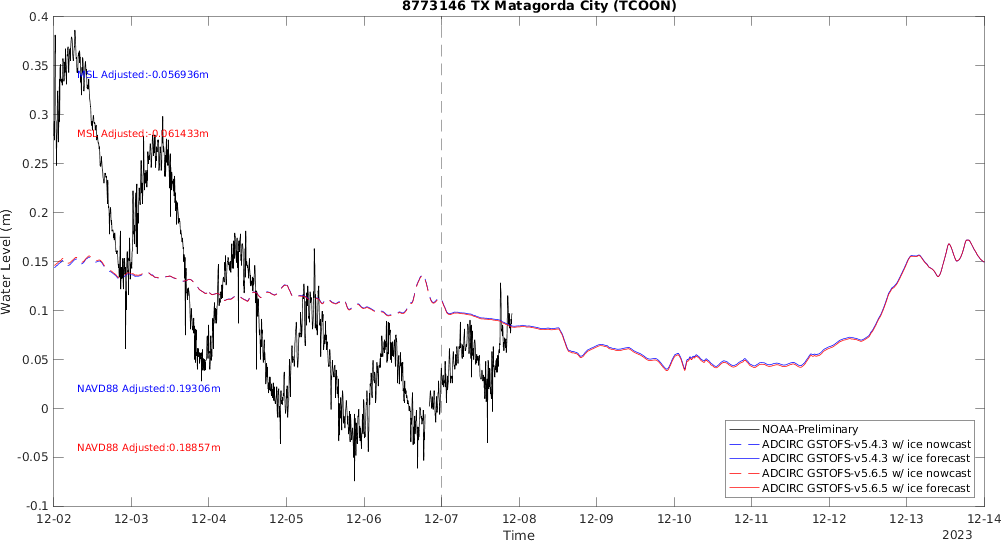 8773146 TX Matagorda City (TCOON)
0.4
0.35
0.3
0.25
0.2
0.15
0.1
0.05
0
-0.05
-0.1
Water Level (m)
MSL Adjusted:-0.056936m
MSL Adjusted:-0.061433m
NAVD88 Adjusted:0.19306m
NAVD88 Adjusted:0.18857m
NOAA-Preliminary
ADCIRC GSTOFS-v5.4.3 w/ ice nowcast
ADCIRC GSTOFS-v5.4.3 w/ ice forecast
ADCIRC GSTOFS-v5.6.5 w/ ice nowcast
ADCIRC GSTOFS-v5.6.5 w/ ice forecast
12-02 12-03 12-04 12-05 12-06 12-07 12-08 12-09 12-10 12-11 12-12 12-13 12-14
Time
2023